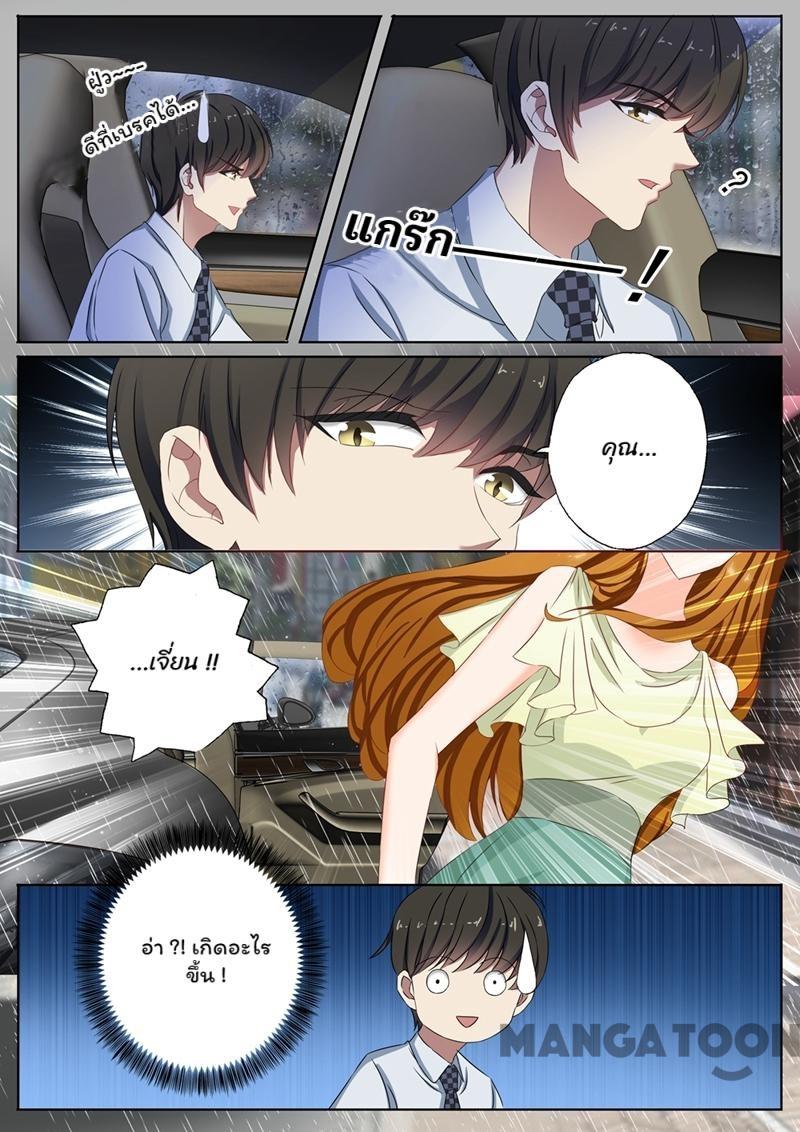 ฝู่ว~~~
ดีที่เบรคได้...
.?
แกร๊ก
!
คุณ...
...เจี่ยน !!
อ่า ?! เกิดอะไร
ขึ้น !
MANGATOON